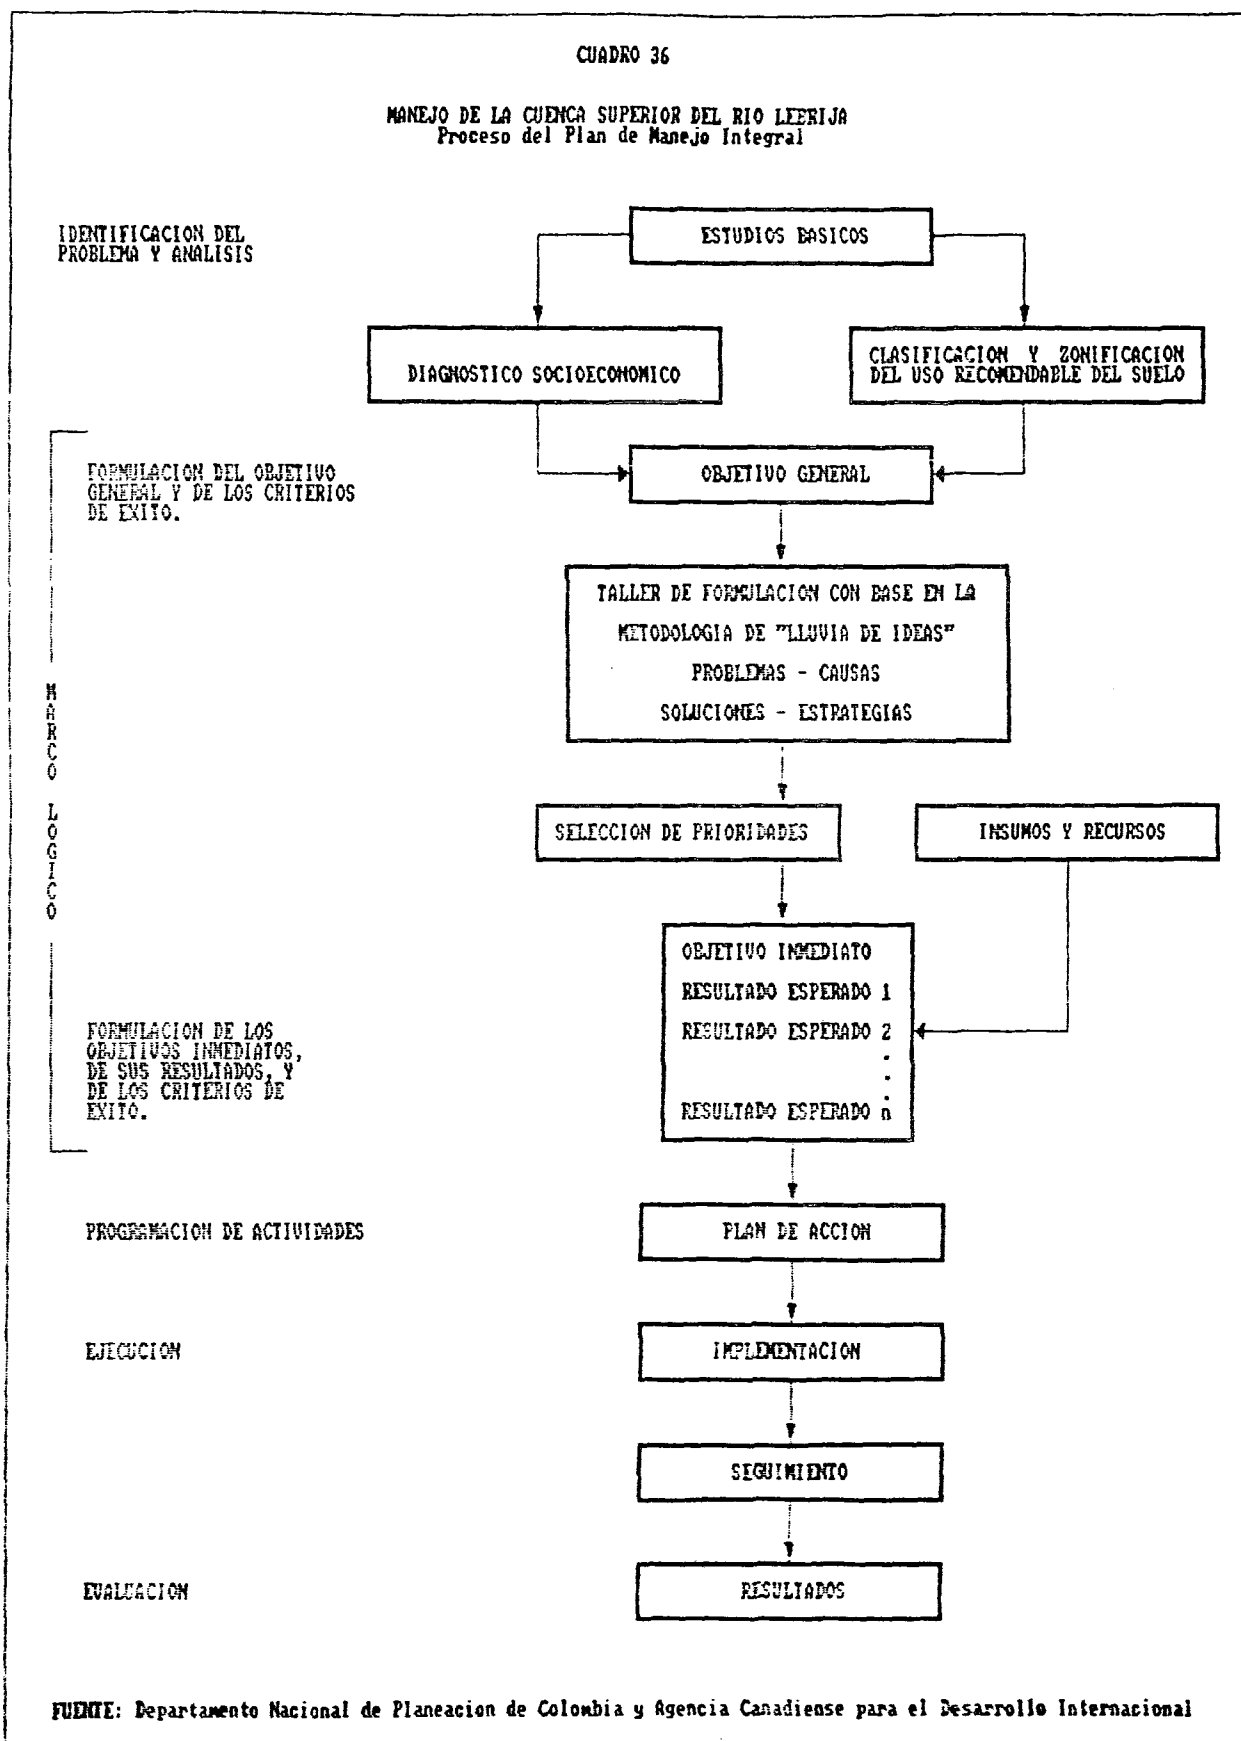 CUADRO 36
MANEJO DE LA CUENCA SUPERIOR DEL RIO LEBRIJA
Proceso del Plan de Manejo Integral
IDENTIFICACION DEL
PROBLEMA Y ANALISIS
ESTUDIOS BASICOS
DIAGNOSTICO SOCIOECONOMICO
CLASIFICACION Y ZONIFICACION
DEL USO RECOMENDABLE DEL SUELO
FORMULACION DEL OBJETIVO
GENERAL Y DE LOS CRITERIOS
DE EXITO.
OBJETIVO GENERAL
TALLER DE FORMULACION CON BASE EN LA
METODOLOGIA DE "LLUVIA DE IDEAS"
PROBLEMAS - CAUSAS
SOLUCIONES - ESTRATEGIAS
MARCO LOGICO
SELECCION DE PRIORIDADES
INSUMOS Y RECURSOS
OBJETIVO INMEDIATO
RESULTADO ESPERADO 1
RESULTADO ESPERADO 2
.
.
.
RESULTADO ESPERADO n
FORMULACION DE LOS
OBJETIVOS INMEDIATOS,
DE SUS RESULTADOS, Y
DE LOS CRITERIOS DE
EXITO.
PROGRAMACION DE ACTIVIDADES
PLAN DE ACCION
EJECUCION
IMPLEMENTACION
SEGUIMIENTO
EVALUACION
RESULTADOS
FUENTE: Departamento Nacional de Planeacion de Colombia y Agencia Canadiense para el Desarrollo Internacional